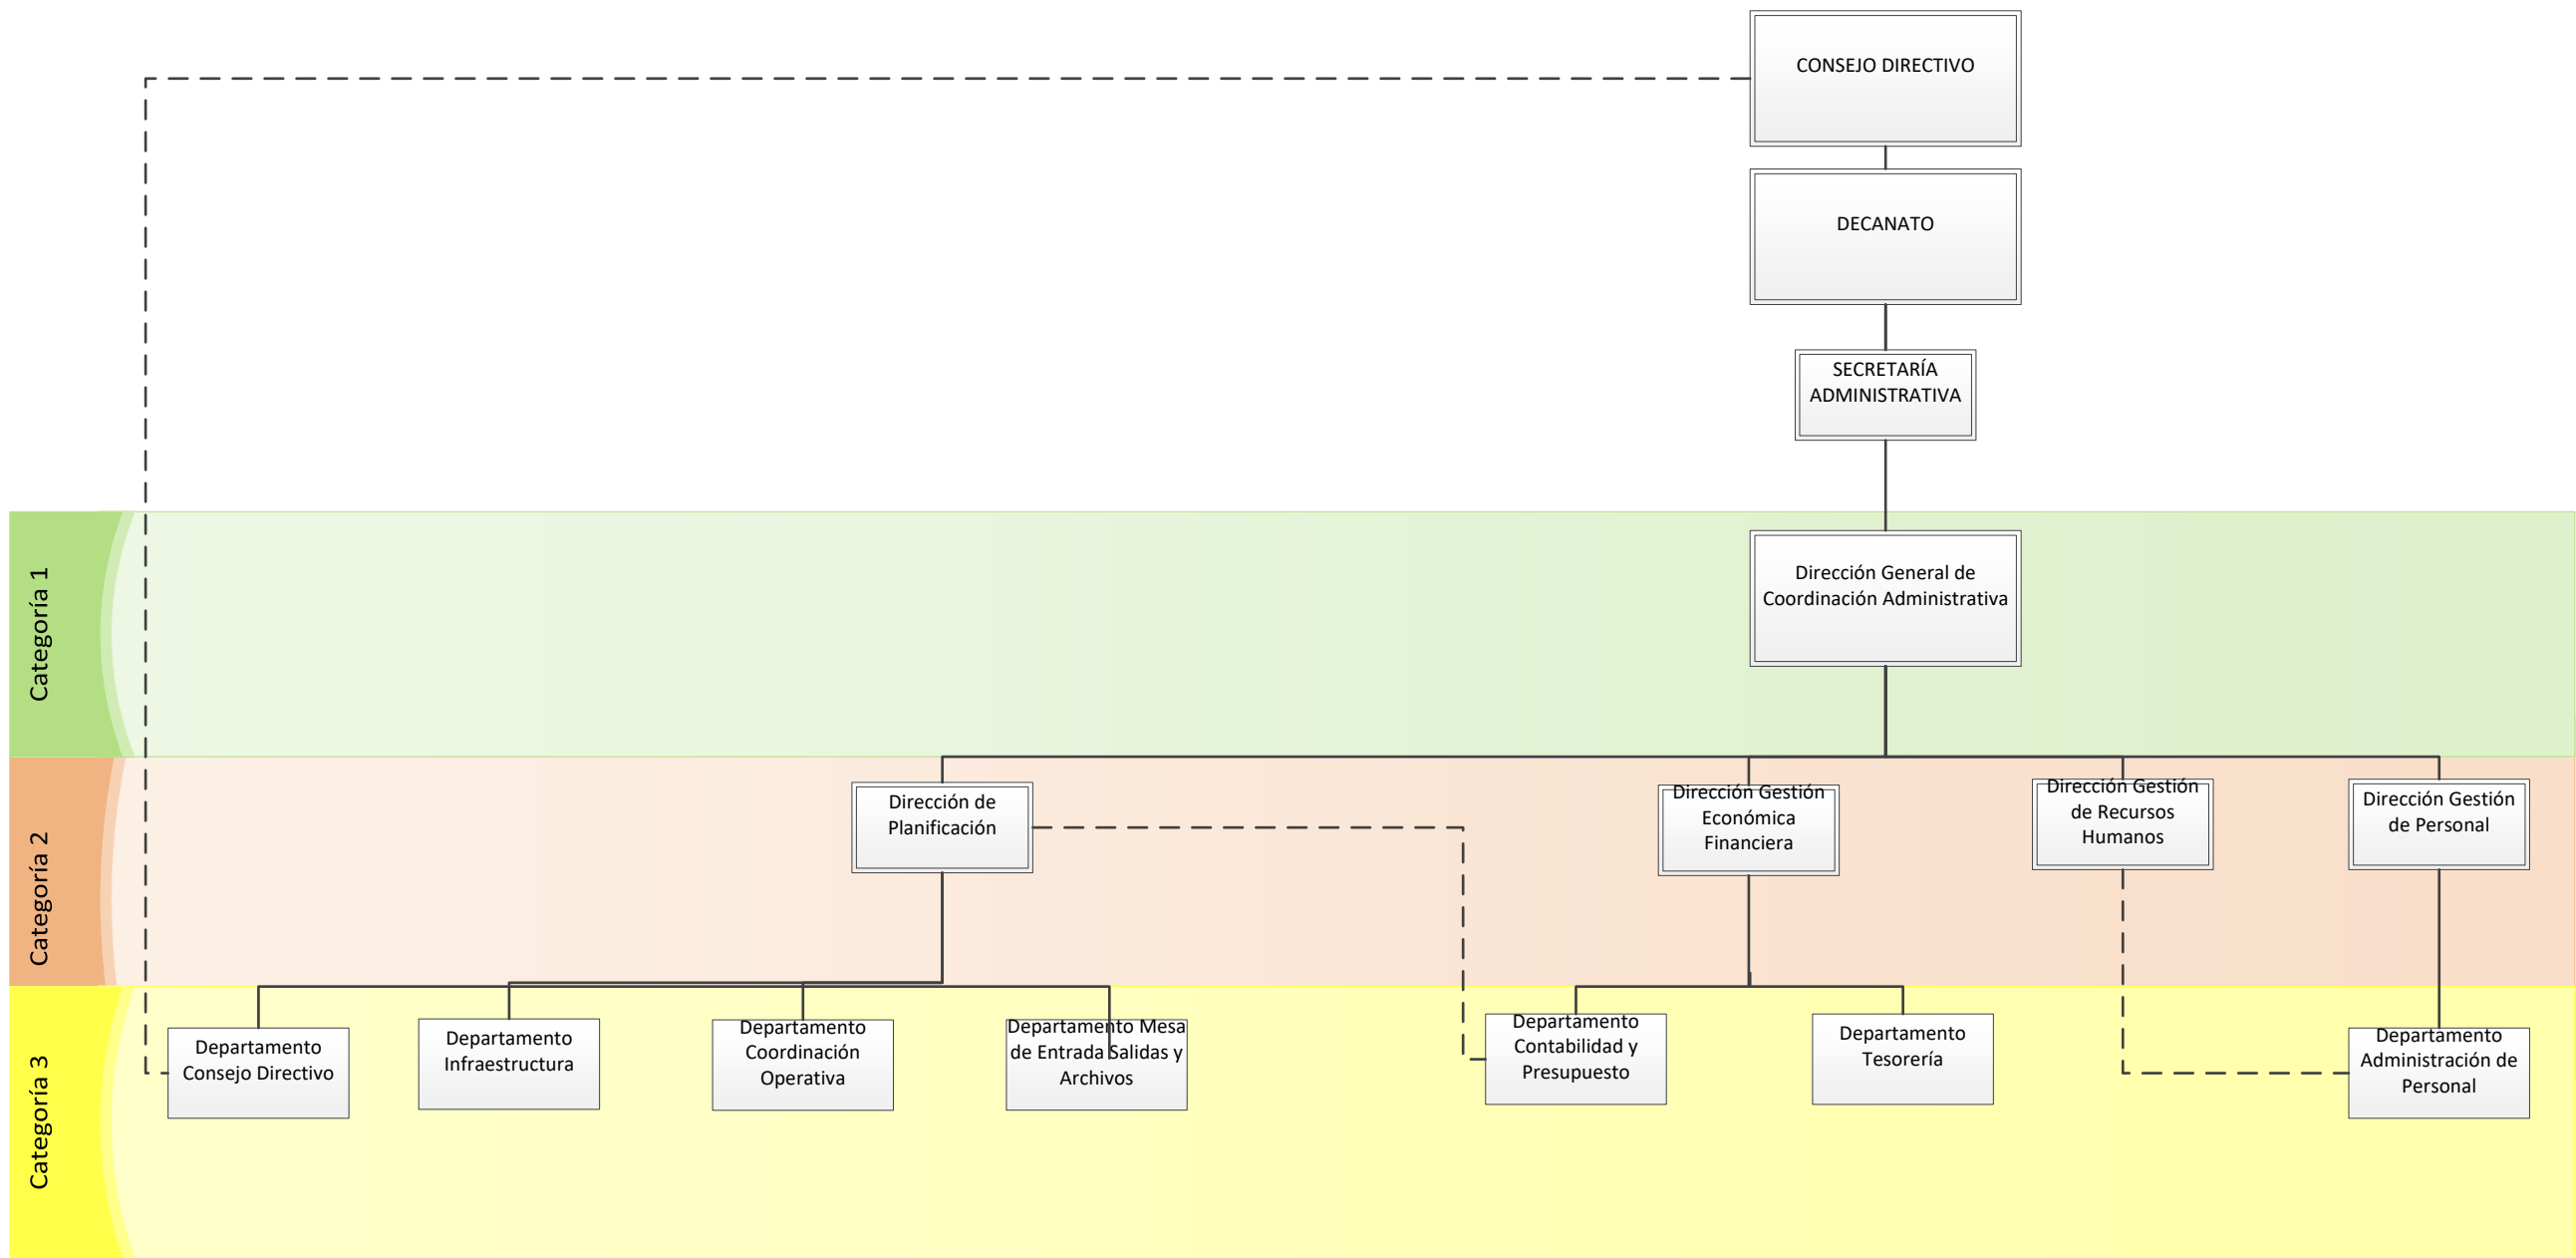 CONSEJO DIRECTIVO
DECANATO
SECRETARÍA
ADMINISTRATIVA
Categoría 1
Dirección General de
Coordinación Administrativa
Categoría 2
Dirección de
Planificación
Dirección Gestión
Económica
Financiera
Dirección Gestión
de Recursos
Humanos
Dirección Gestión
de Personal
Categoría 3
Departamento
Consejo Directivo
Departamento
Infraestructura
Departamento
Coordinación
Operativa
Departamento Mesa
de Entrada Salidas y
Archivos
Departamento
Contabilidad y
Presupuesto
Departamento
Tesorería
Departamento
Administración de
Personal